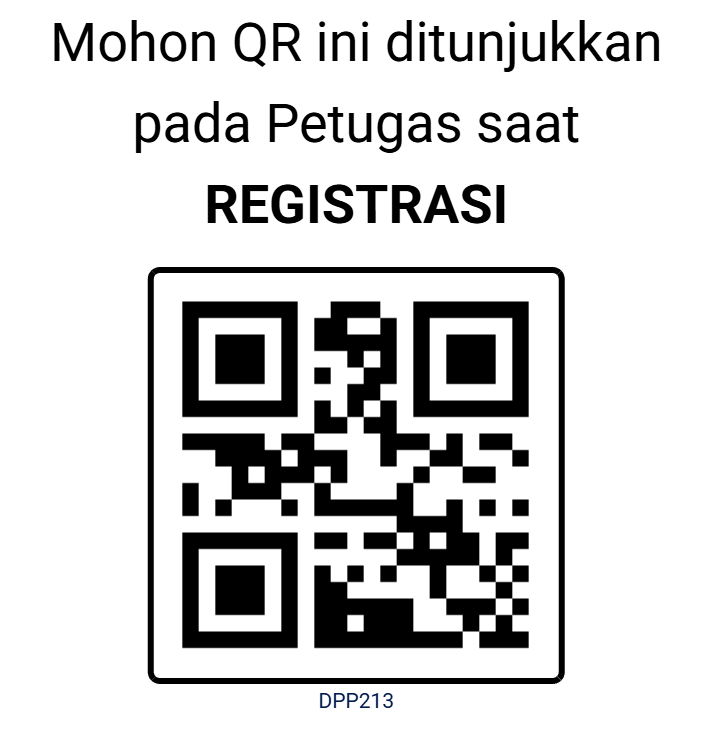 Mohon QR ini ditunjukkan
pada Petugas saat
REGISTRASI
DPP213